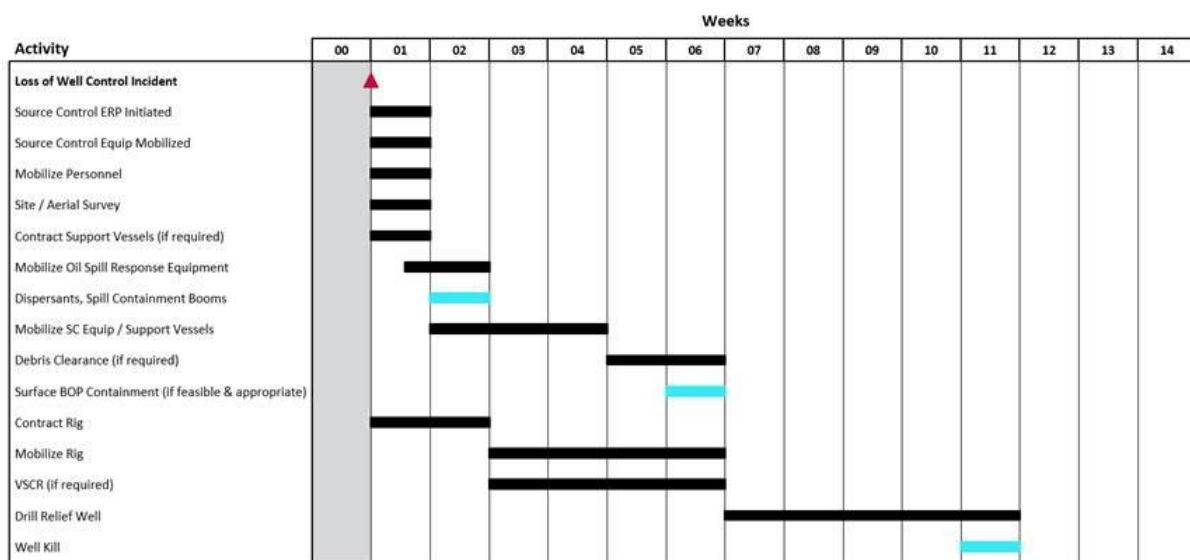 Weeks
Activity 00 01 02 03 04 05 06 07 08 09 10 11 12 13 14
Loss of Well Control Incident
Source Control ERP Initiated
Source Control Equip Mobilized
Mobilize Personnel
Site / Aerial Survey
Contract Support Vessels (if required)
Mobilize Oil Spill Response Equipment
Dispersants, Spill Containment Booms
Mobilize SC Equip / Support Vessels
Debris Clearance (if required)
Surface BOP Containment (if feasible & appropriate)
Contract Rig
Mobilize Rig
VSCR (if required)
Drill Relief Well
Well Kill